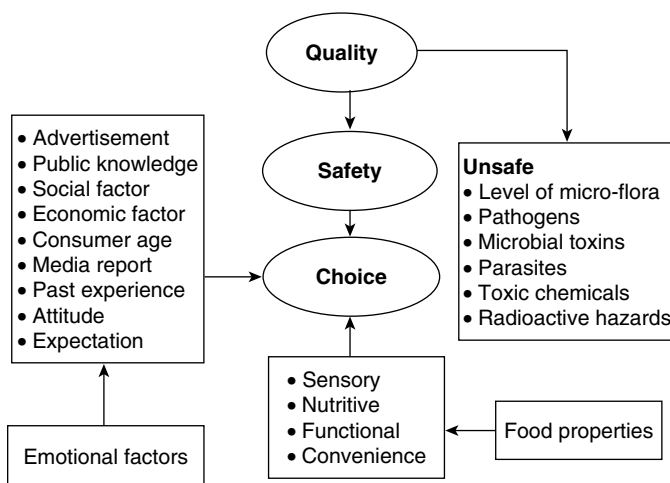 Quality
Safety
Choice
• Advertisement
• Public knowledge
• Social factor
• Economic factor
• Consumer age
• Media report
• Past experience
• Attitude
• Expectation
Emotional factors
Unsafe
• Level of micro-flora
• Pathogens
• Microbial toxins
• Parasites
• Toxic chemicals
• Radioactive hazards
• Sensory
• Nutritive
• Functional
• Convenience
Food properties